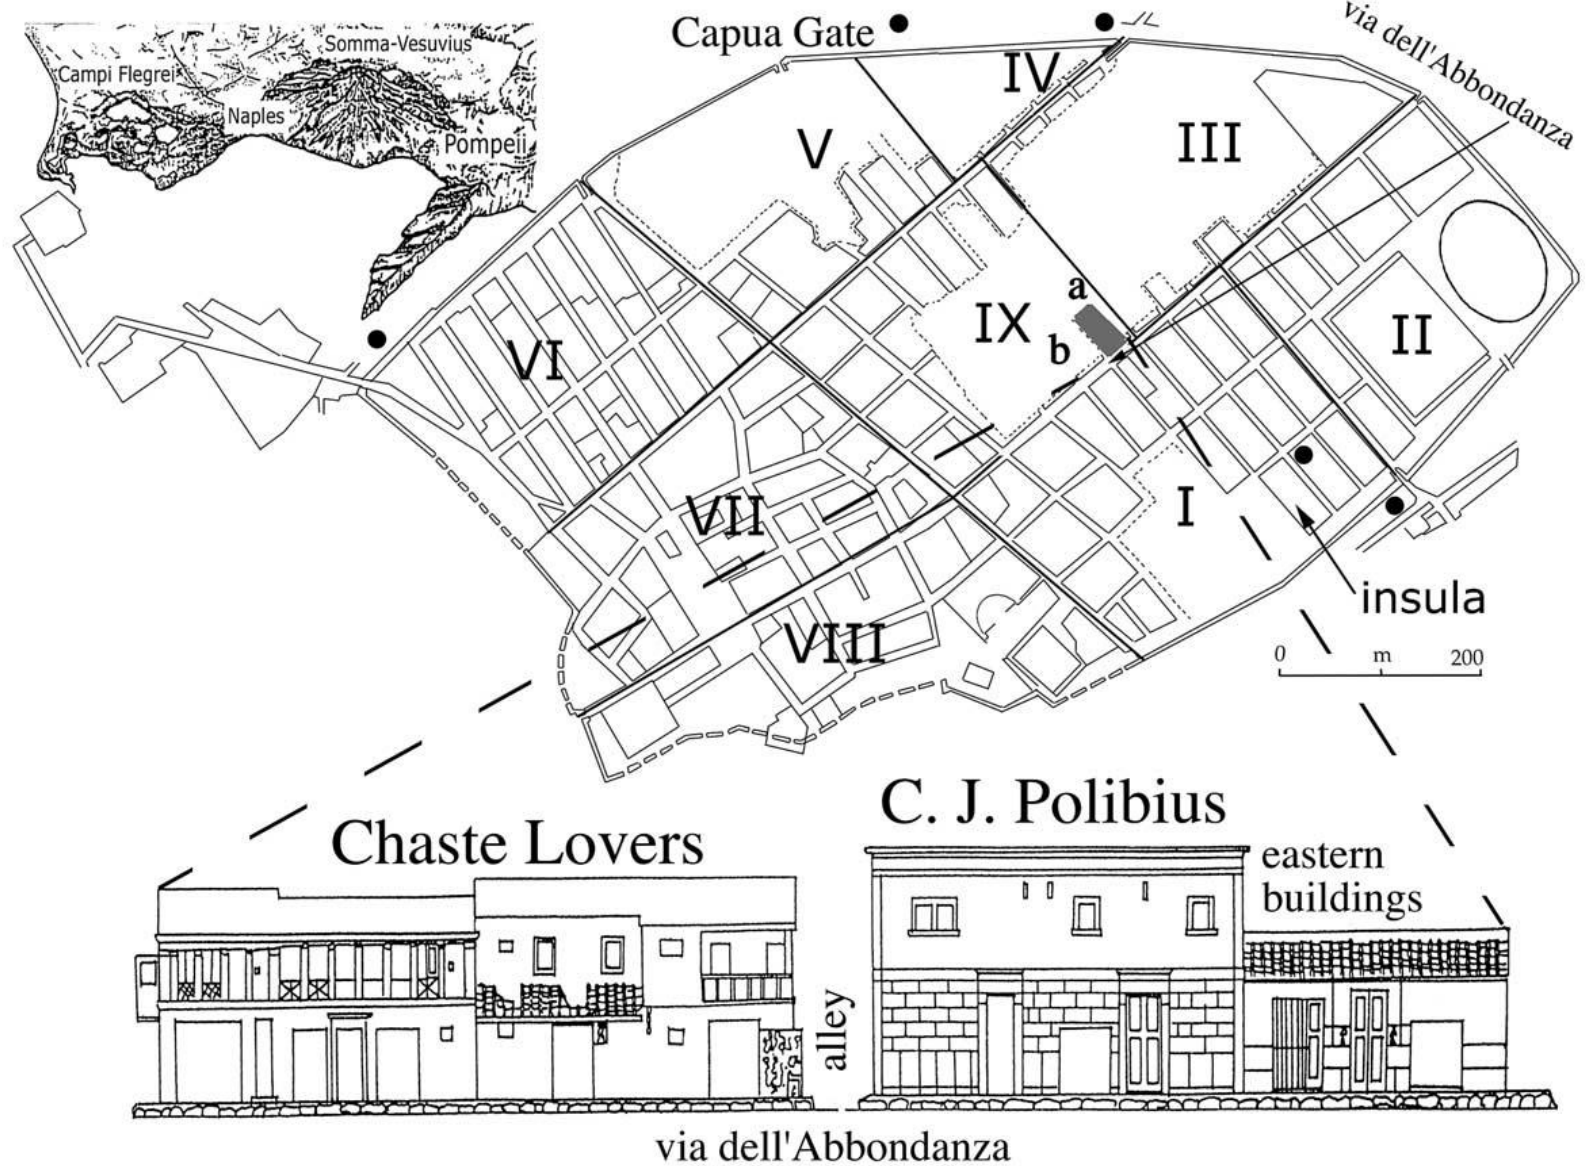 Somma-Vesuvius
Campi Flegrei
Naples
Pompeii
Capua Gate
via dell'Abbondanza
IV
V
III
a
IX
b
II
VI
VII
I
insula
VIII
0 m 200
Chaste Lovers
C. J. Polibius
eastern
buildings
alley
via dell'Abbondanza